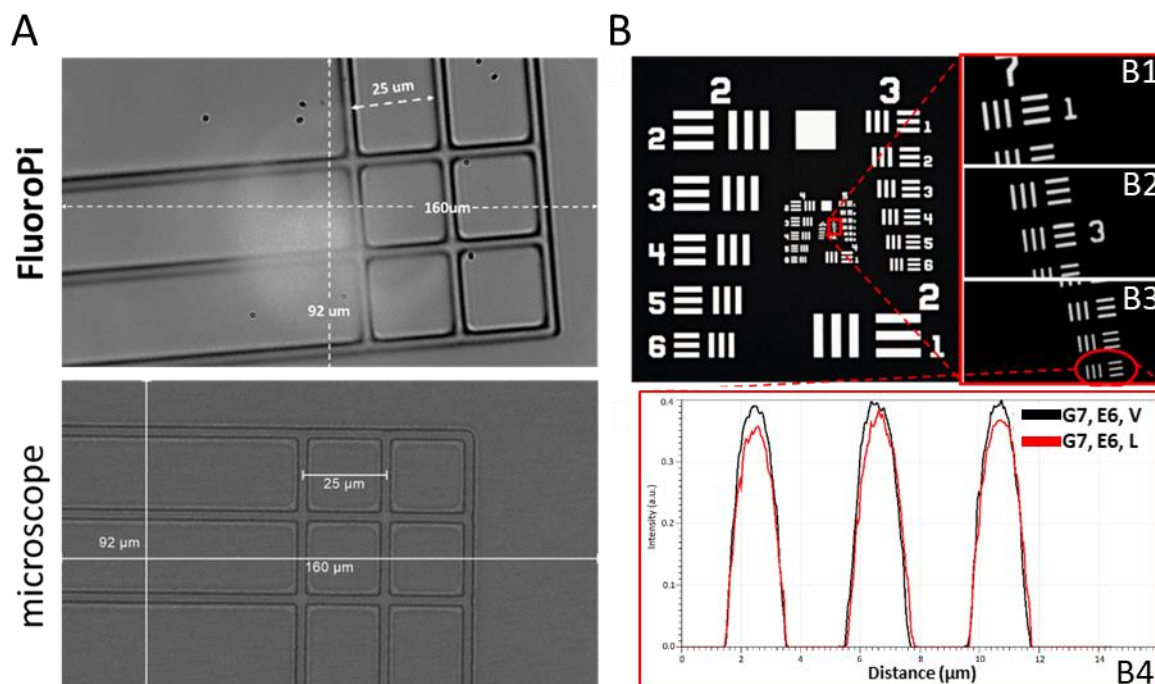 A
FluoroPi
25 um
160um
92 um
microscope
25 µm
92 µm
160 µm
B
2
3
2
3
4
5
6
1
2
3
4
5
6
2
1
4
B1
7
1
B2
3
B3
0.4
0.3
0.2
0.1
0.0
Intensity (a.u.)
G7, E6, V
G7, E6, L
0 2 4 6 8 10 12 14
Distance (µm)
B4